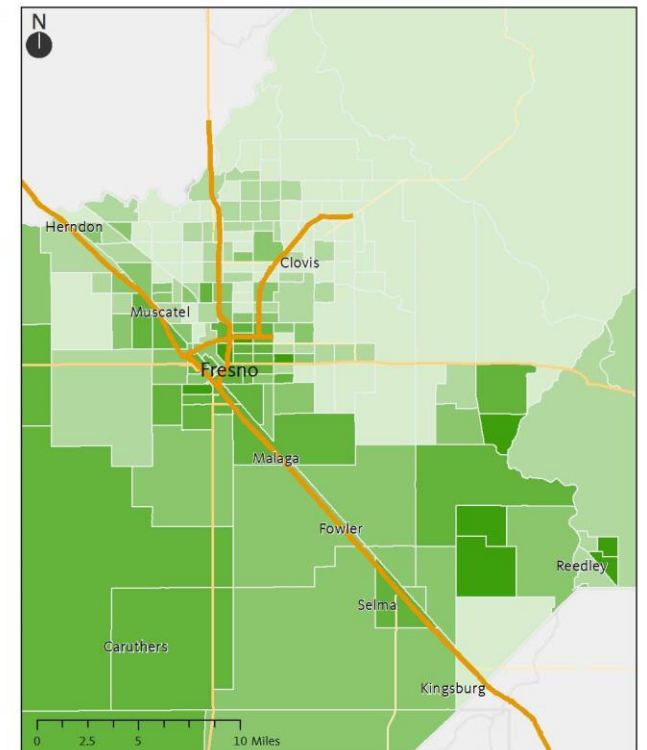 N
Herndon
Clovis
Muscatel
Fresno
Malaga
Fowler
Reedley
Selma
Caruthers
Kingsburg
0 2.5 5 10 Miles